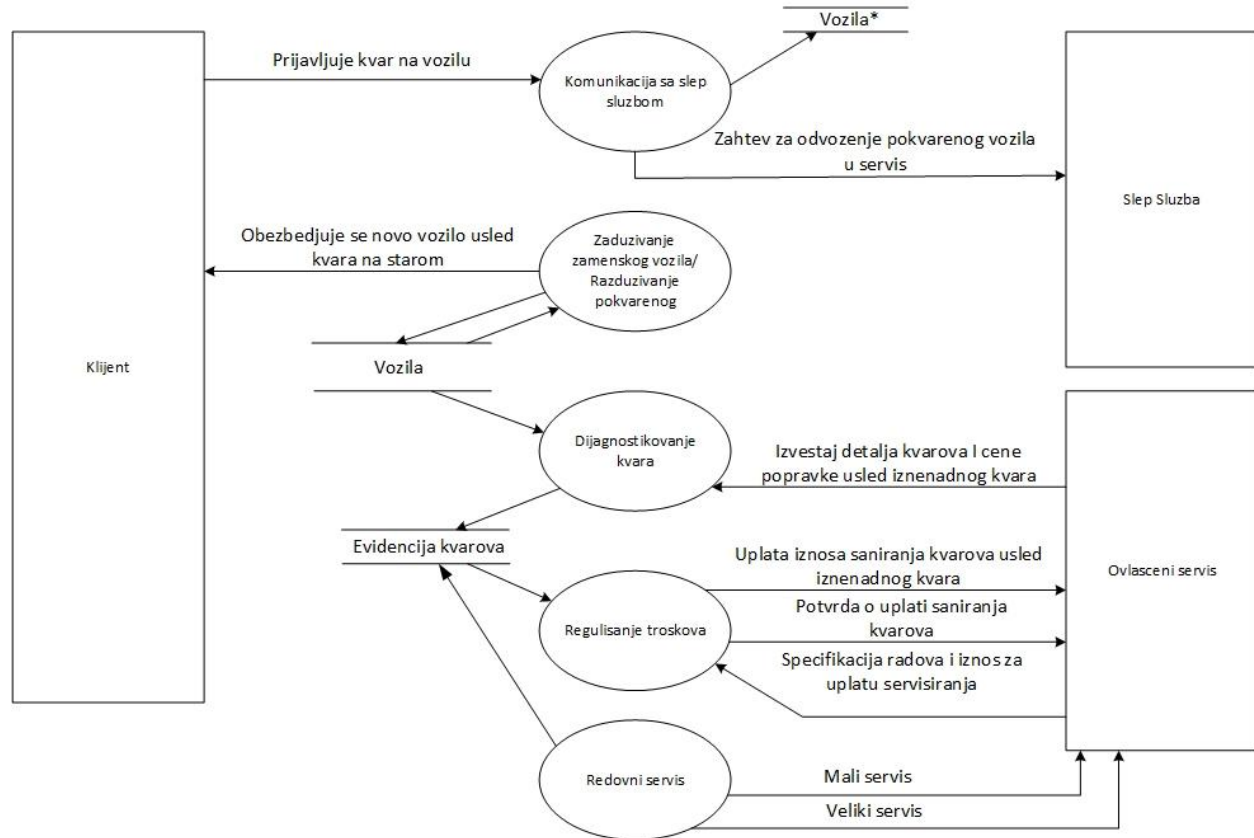 Vozila*
Prijavljuje kvar na vozilu
Komunikacija sa slep
sluzbom
Zahtev za odvozenje pokvarenog vozila
u servis
Slep Sluzba
Obezbedjuje se novo vozilo usled
kvara na starom
Zaduzivanje
zamenskog vozila/
Razduzivanje
pokvarenog
Klijent
Vozila
Dijagnostikovanje
kvara
Izvestaj detalja kvarova I cene
popravke usled iznenadnog kvara
Evidencija kvarova
Uplata iznosa saniranja kvarova usled
iznenadnog kvara
Ovlasceni servis
Potvrda o uplati saniranja
kvarova
Regulisanje troskova
Specifikacija radova i iznos za
uplatu servisiranja
Redovni servis
Mali servis
Veliki servis